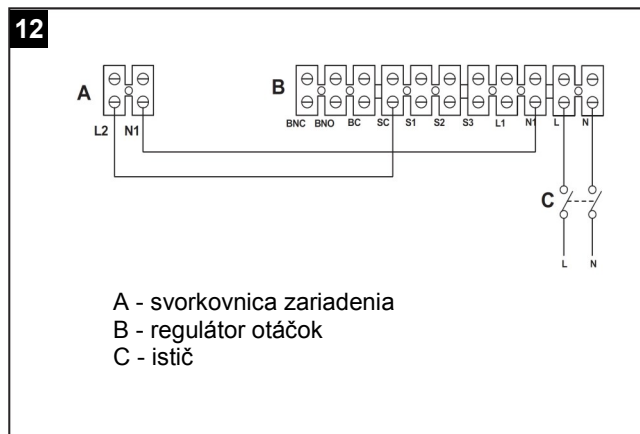 12
A
B
L2 N1
BNC BNO BC SC S1 S2 S3 L1 N1 L N
C
L N
A - svorkovnica zariadenia
B - regulátor otáčok
C - istič